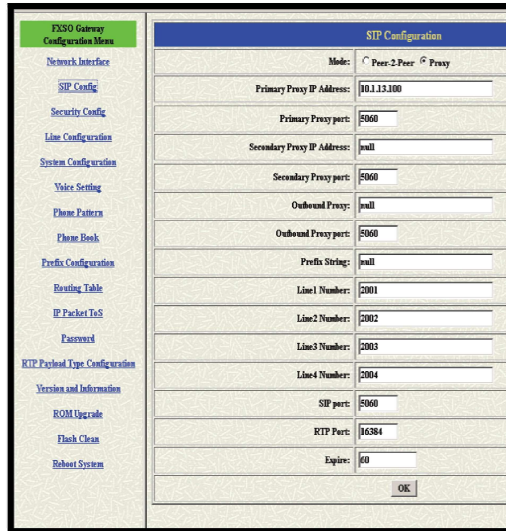 FXSO Gateway
Configuration Menu
Network Interface
SIP Config
Security Config
Line Configuration
System Configuration
Voice Setting
Phone Pattern
Phone Book
Prefix Configuration
Routing Table
IP Packet ToS
Password
RTP Payload Type Configuration
Version and Information
ROM Upgrade
Flash Clean
Reboot System
SIP Configuration
Mode: Peer-2-Peer Proxy
Primary Proxy IP Address: 10.1.13.100
Primary Proxy port: 5060
Secondary Proxy IP Address: null
Secondary Proxy port: 5060
Outbound Proxy: null
Outbound Proxy port: 5060
Prefix String: null
Line1 Number: 2001
Line2 Number: 2002
Line3 Number: 2003
Line4 Number: 2004
SIP port: 5060
RTP Port: 16384
Expire: 60
OK